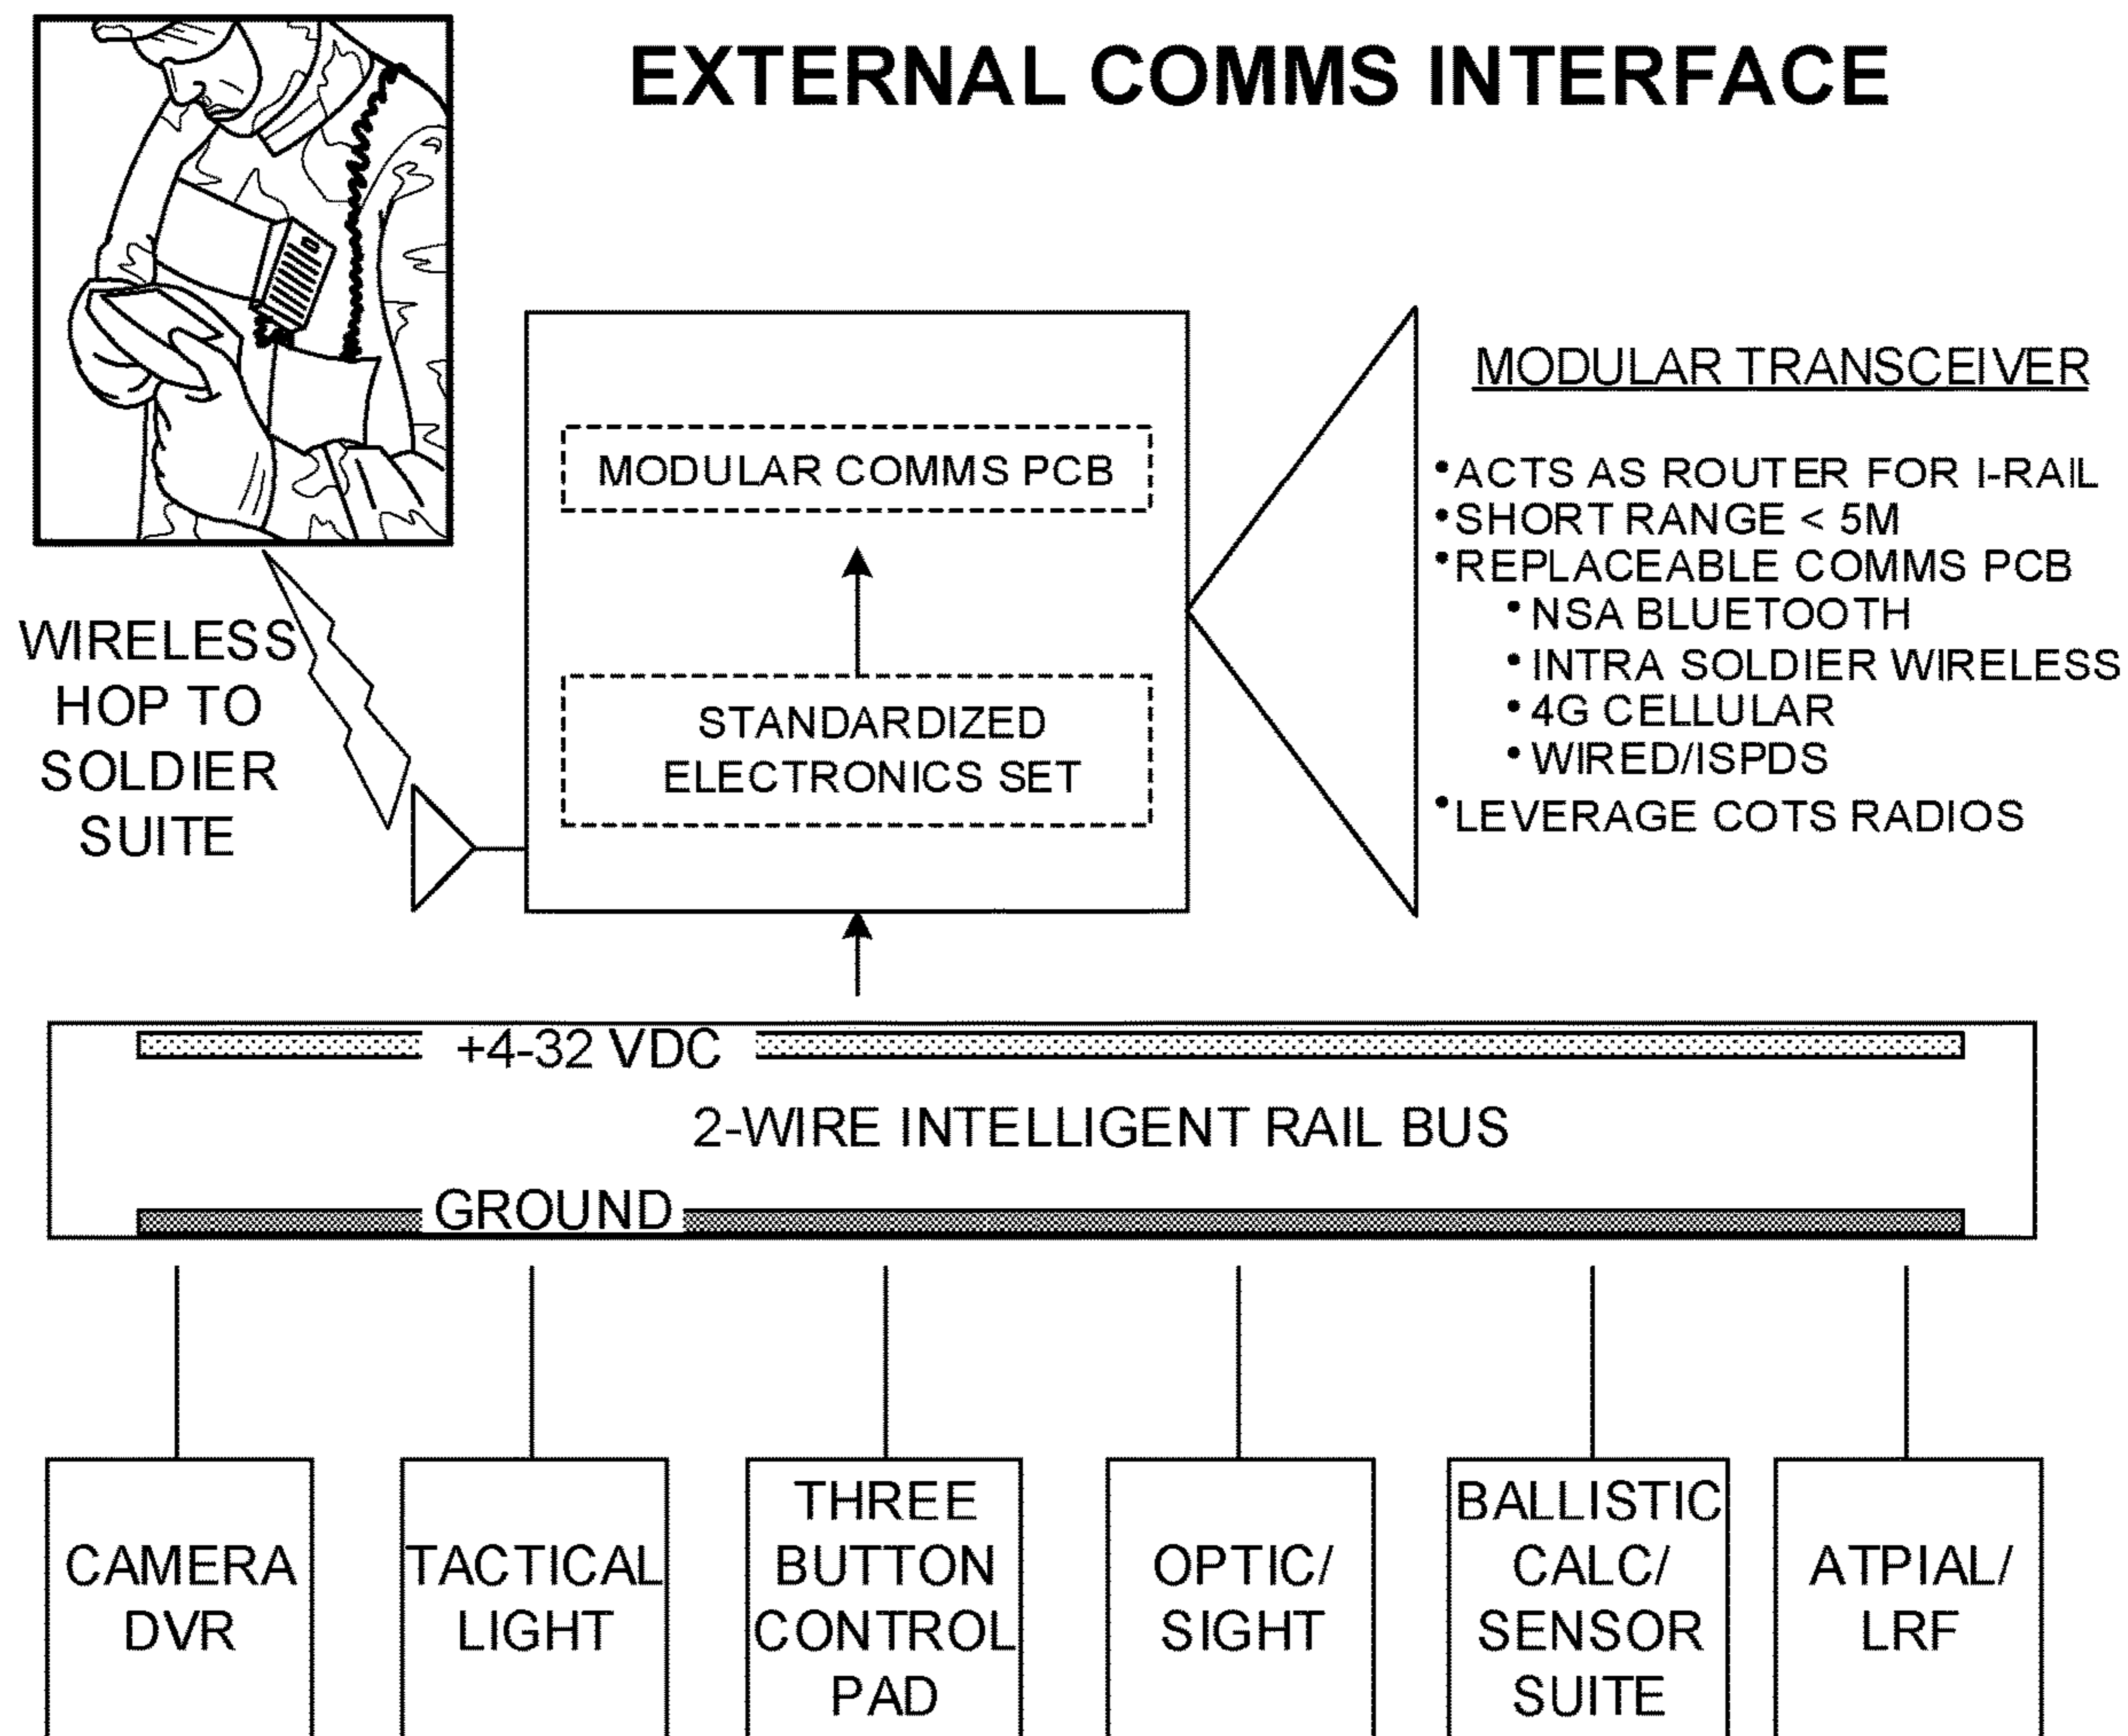 EXTERNAL COMMS INTERFACE
WIRELESS
HOP TO
SOLDIER
SUITE
MODULAR COMMS PCB
STANDARDIZED
ELECTRONICS SET
MODULAR TRANSCEIVER
•ACTS AS ROUTER FOR I-RAIL
•SHORT RANGE < 5M
•REPLACEABLE COMMS PCB
•NSA BLUETOOTH
•INTRA SOLDIER WIRELESS
•4G CELLULAR
•WIRED/ISPDS
•LEVERAGE COTS RADIOS
+4-32 VDC
2-WIRE INTELLIGENT RAIL BUS
GROUND
CAMERA
DVR
TACTICAL
LIGHT
THREE
BUTTON
CONTROL
PAD
OPTIC/
SIGHT
BALLISTIC
CALC/
SENSOR
SUITE
ATPIAL/
LRF